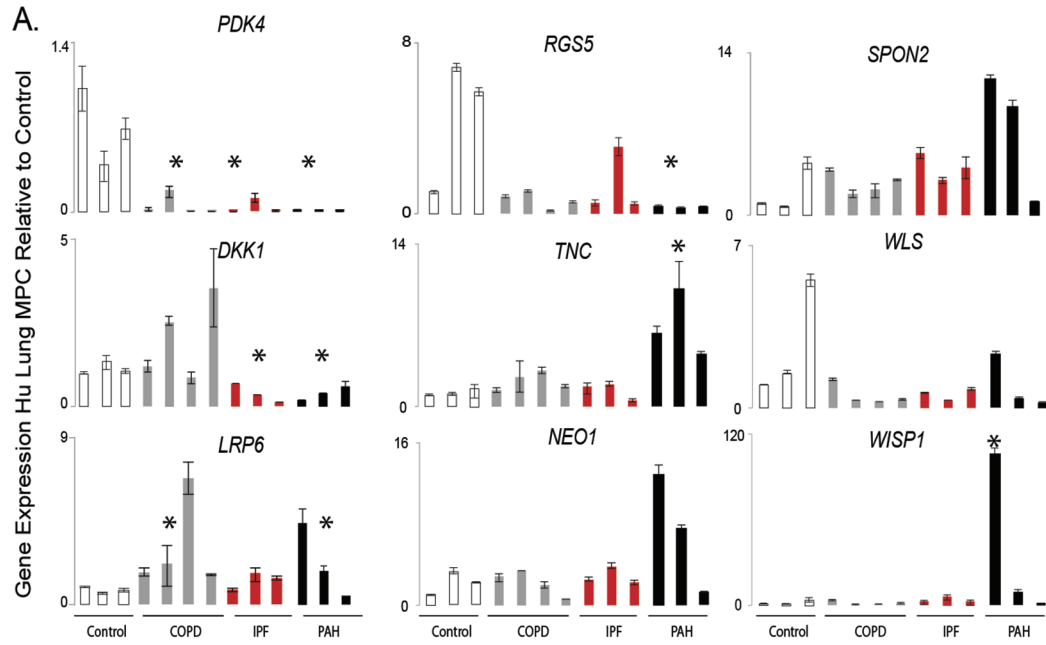 A.
Gene Expression Hu Lung MPC Relative to Control
PDK4
1.4
0
* * *
RGS5
8
0
*
SPON2
14
0
DKK1
5
0
* *
TNC
14
0
*
WLS
7
0
LRP6
9
0
* *
NEO1
16
0
WISP1
120
0
*
Control COPD IPF PAH
Control COPD IPF PAH
Control COPD IPF PAH